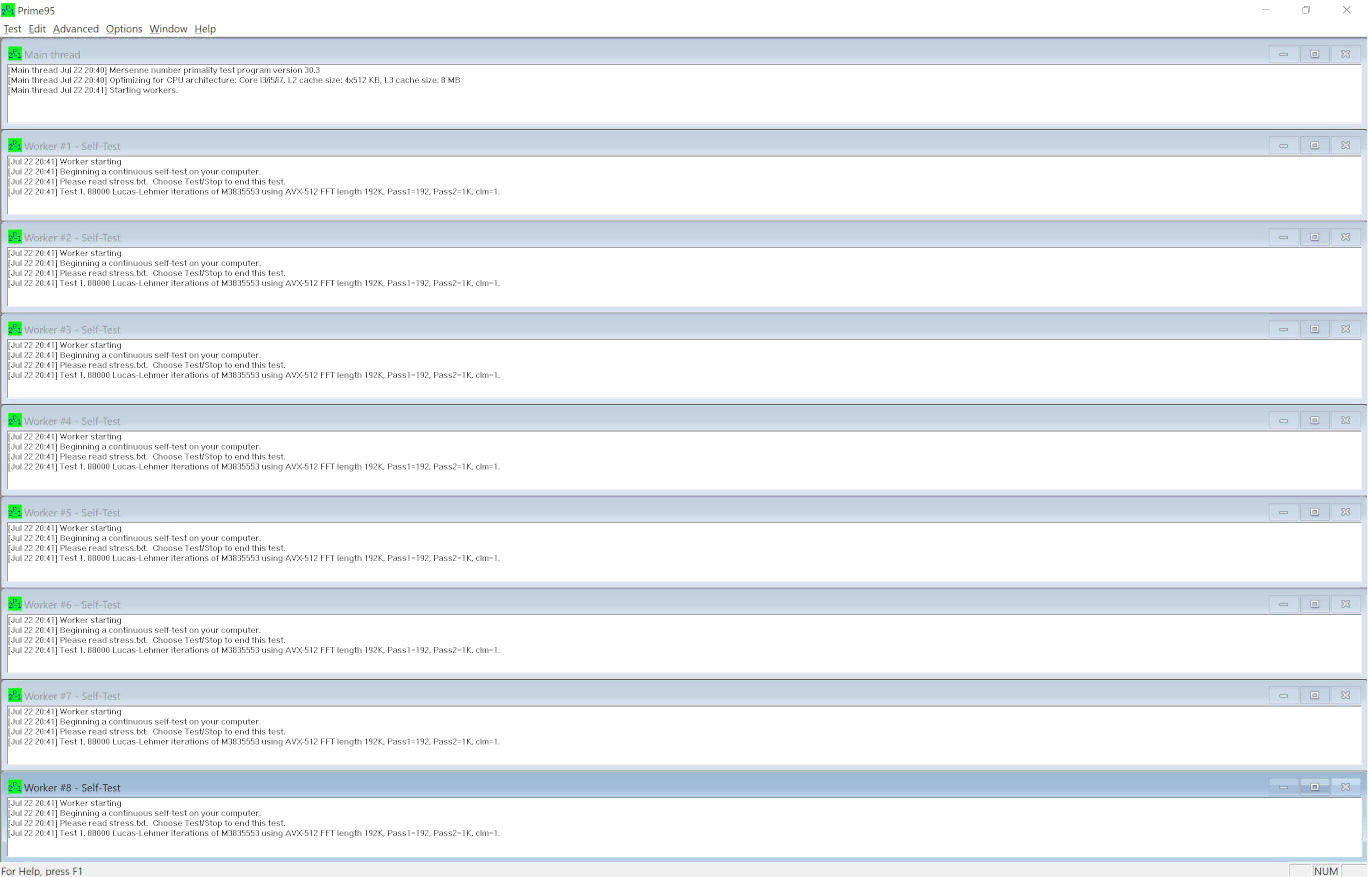 Prime95
Test Edit Advanced Options Window Help
Main thread
[Main thread Jul 22 20:40] Mersenne number primality test program version 30.3
[Main thread Jul 22 20:40] Optimizing for CPU architecture: Core i3/i5/i7, L2 cache size: 4x512 KB, L3 cache size: 8 MB
[Main thread Jul 22 20:41] Starting workers.
Worker #1 - Self-Test
[Jul 22 20:41] Worker starting
[Jul 22 20:41] Beginning a continuous self-test on your computer.
[Jul 22 20:41] Please read stress.txt.  Choose Test/Stop to end this test.
[Jul 22 20:41] Test 1, 88000 Lucas-Lehmer iterations of M3835553 using AVX-512 FFT length 192K, Pass1=192, Pass2=1K, clm=1.
Worker #2 - Self-Test
[Jul 22 20:41] Worker starting
[Jul 22 20:41] Beginning a continuous self-test on your computer.
[Jul 22 20:41] Please read stress.txt.  Choose Test/Stop to end this test.
[Jul 22 20:41] Test 1, 88000 Lucas-Lehmer iterations of M3835553 using AVX-512 FFT length 192K, Pass1=192, Pass2=1K, clm=1.
Worker #3 - Self-Test
[Jul 22 20:41] Worker starting
[Jul 22 20:41] Beginning a continuous self-test on your computer.
[Jul 22 20:41] Please read stress.txt.  Choose Test/Stop to end this test.
[Jul 22 20:41] Test 1, 88000 Lucas-Lehmer iterations of M3835553 using AVX-512 FFT length 192K, Pass1=192, Pass2=1K, clm=1.
Worker #4 - Self-Test
[Jul 22 20:41] Worker starting
[Jul 22 20:41] Beginning a continuous self-test on your computer.
[Jul 22 20:41] Please read stress.txt.  Choose Test/Stop to end this test.
[Jul 22 20:41] Test 1, 88000 Lucas-Lehmer iterations of M3835553 using AVX-512 FFT length 192K, Pass1=192, Pass2=1K, clm=1.
Worker #5 - Self-Test
[Jul 22 20:41] Worker starting
[Jul 22 20:41] Beginning a continuous self-test on your computer.
[Jul 22 20:41] Please read stress.txt.  Choose Test/Stop to end this test.
[Jul 22 20:41] Test 1, 88000 Lucas-Lehmer iterations of M3835553 using AVX-512 FFT length 192K, Pass1=192, Pass2=1K, clm=1.
Worker #6 - Self-Test
[Jul 22 20:41] Worker starting
[Jul 22 20:41] Beginning a continuous self-test on your computer.
[Jul 22 20:41] Please read stress.txt.  Choose Test/Stop to end this test.
[Jul 22 20:41] Test 1, 88000 Lucas-Lehmer iterations of M3835553 using AVX-512 FFT length 192K, Pass1=192, Pass2=1K, clm=1.
Worker #7 - Self-Test
[Jul 22 20:41] Worker starting
[Jul 22 20:41] Beginning a continuous self-test on your computer.
[Jul 22 20:41] Please read stress.txt.  Choose Test/Stop to end this test.
[Jul 22 20:41] Test 1, 88000 Lucas-Lehmer iterations of M3835553 using AVX-512 FFT length 192K, Pass1=192, Pass2=1K, clm=1.
Worker #8 - Self-Test
[Jul 22 20:41] Worker starting
[Jul 22 20:41] Beginning a continuous self-test on your computer.
[Jul 22 20:41] Please read stress.txt.  Choose Test/Stop to end this test.
[Jul 22 20:41] Test 1, 88000 Lucas-Lehmer iterations of M3835553 using AVX-512 FFT length 192K, Pass1=192, Pass2=1K, clm=1.
For Help, press F1
NUM